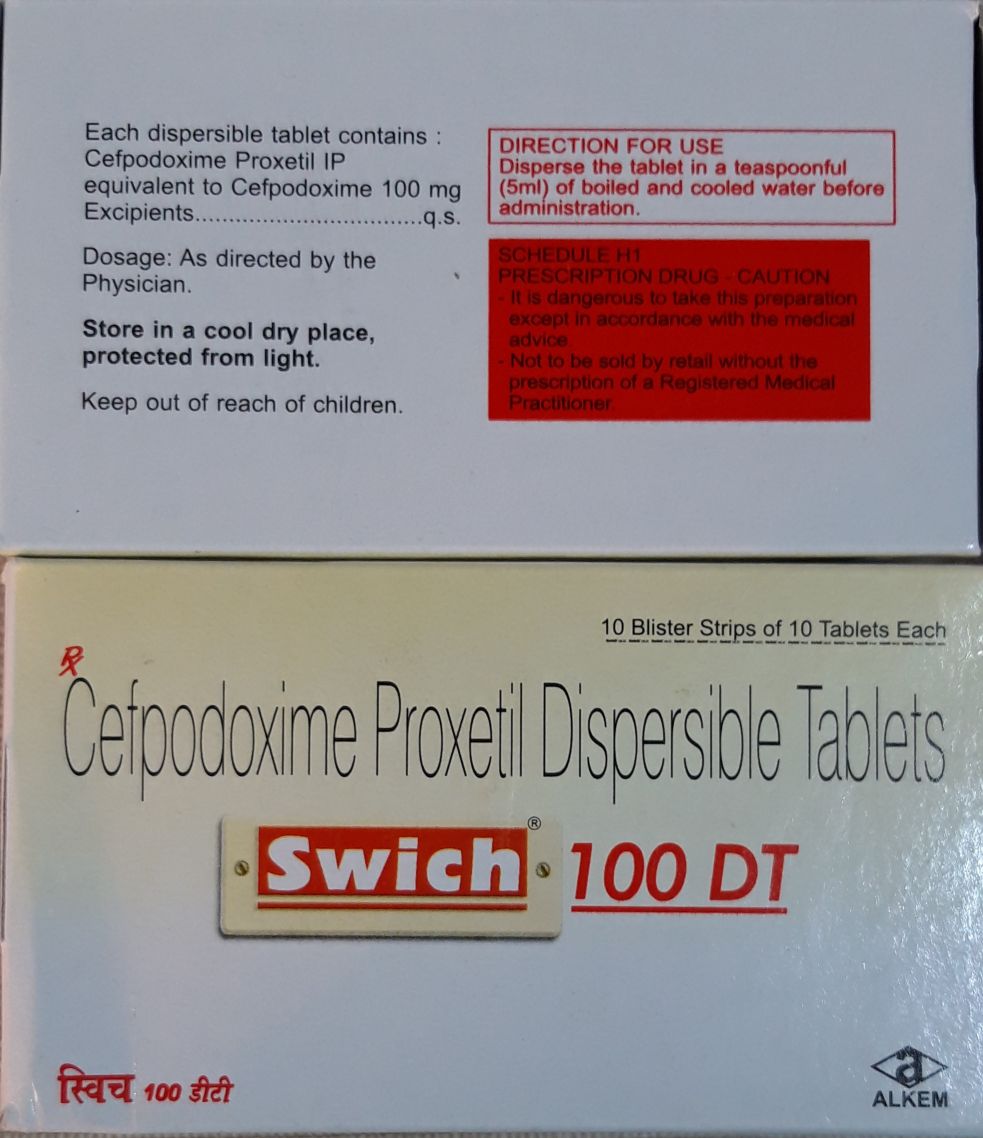 Each dispersible tablet contains :
Cefpodoxime Proxetil IP
equivalent to Cefpodoxime 100 mg
Excipients..................................q.s.
Dosage: As directed by the
Physician.
Store in a cool dry place,
protected from light.
Keep out of reach of children.
DIRECTION FOR USE
Disperse the tablet in a teaspoonful
(5ml) of boiled and cooled water before
administration.
SCHEDULE H1
PRESCRIPTION DRUG - CAUTION
- It is dangerous to take this preparation
except in accordance with the medical
advice.
- Not to be sold by retail without the
prescription of a Registered Medical
Practitioner.
10 Blister Strips of 10 Tablets Each
Rx
Cefpodoxime Proxetil Dispersible Tablets
Swich® 100 DT
स्विच 100 डीटी
a
ALKEM